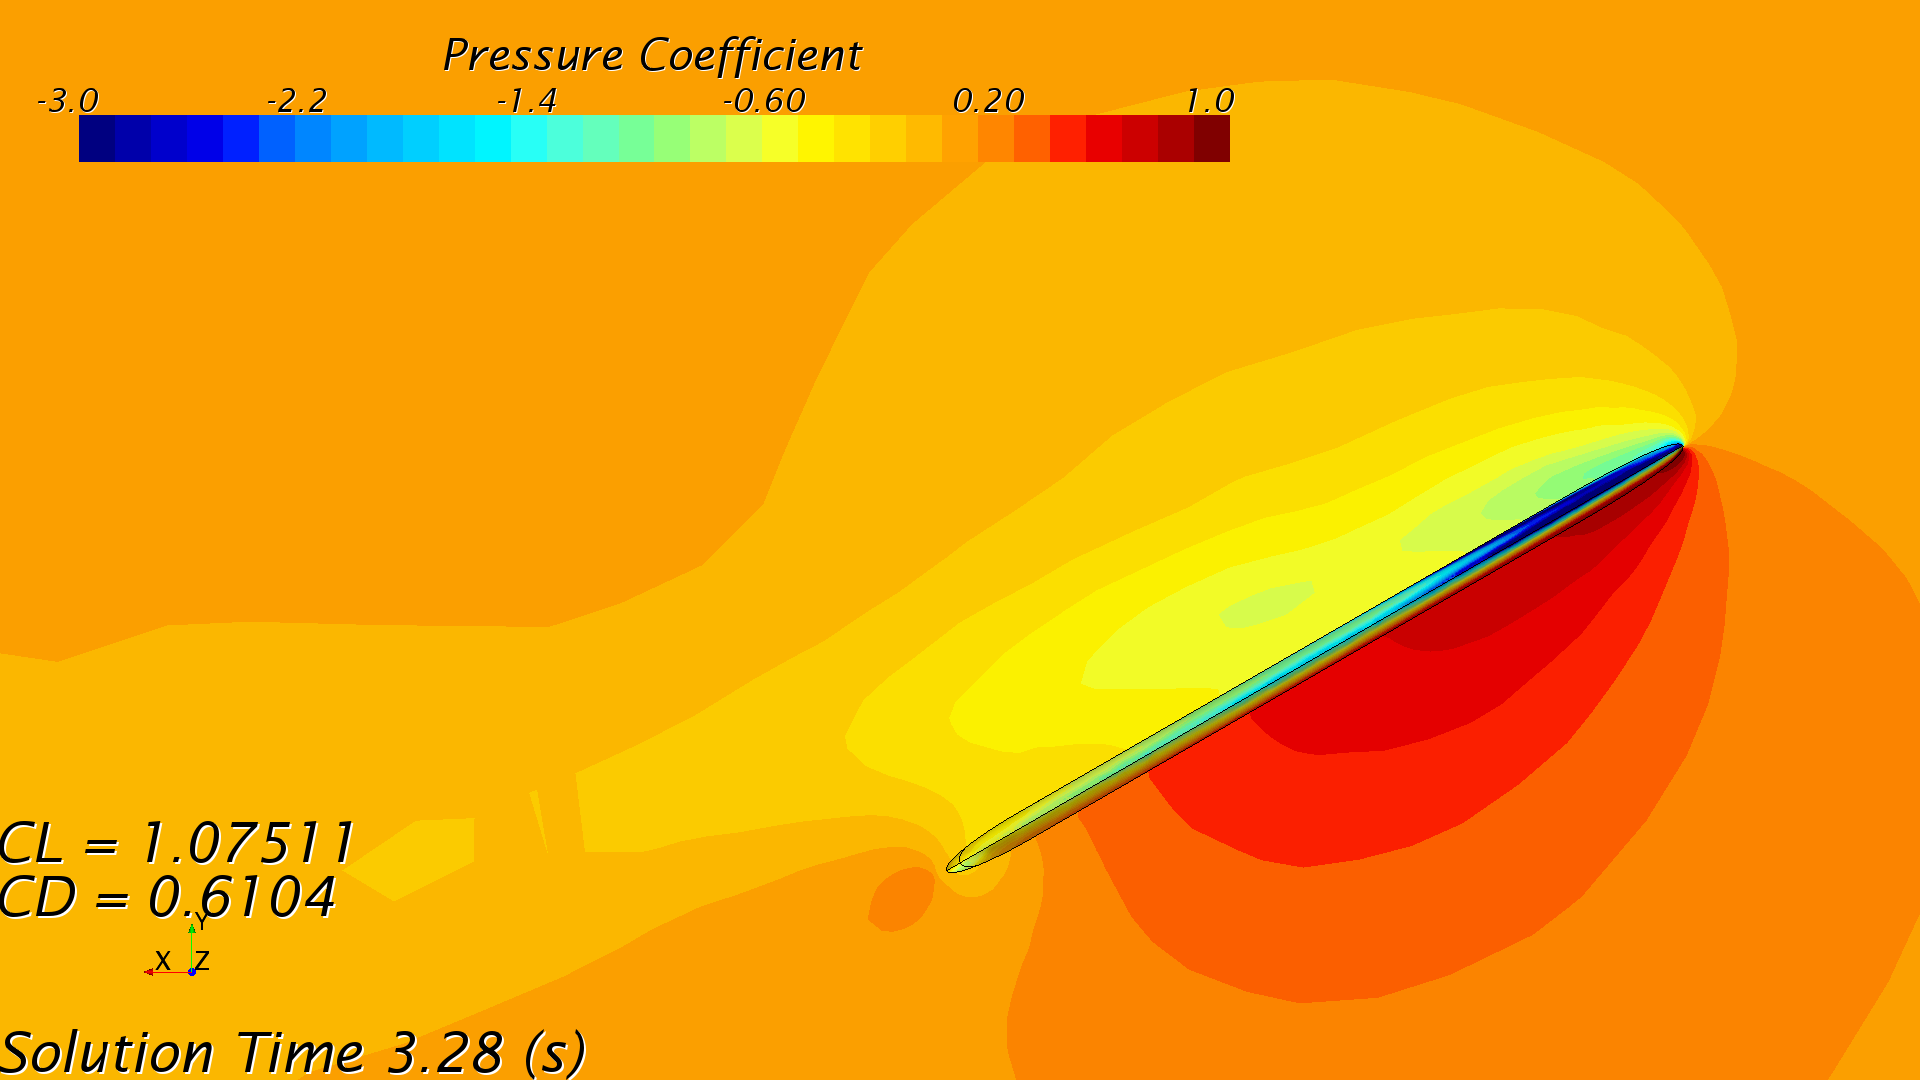 Pressure Coefficient
-3.0 -2.2 -1.4 -0.60 0.20 1.0
CL = 1.07511
CD = 0.6104
Y
X Z
Solution Time 3.28 (s)